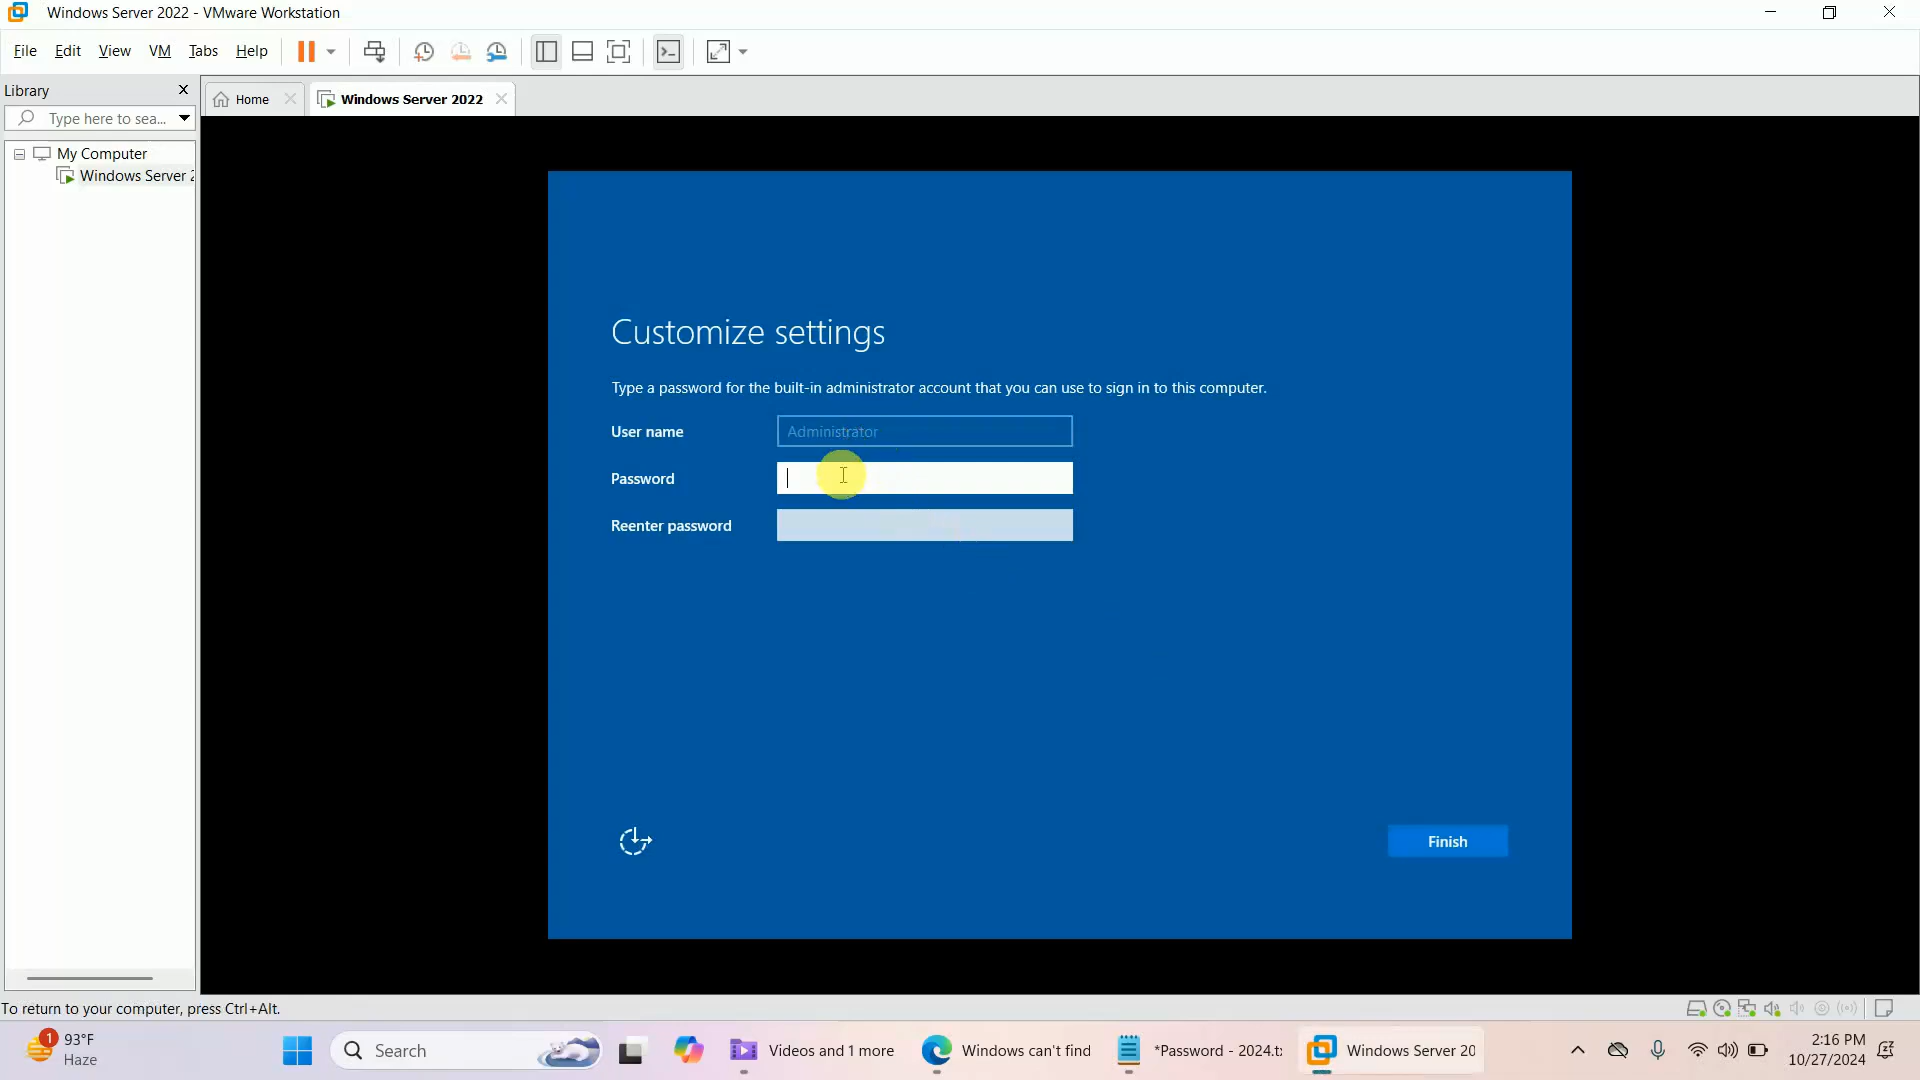 Windows Server 2022 - VMware Workstation
File Edit View VM Tabs Help
Library
Home
Windows Server 2022
Type here to sea...
My Computer
Windows Server 2
Customize settings
Type a password for the built-in administrator account that you can use to sign in to this computer.
User name
Administrator
Password
Reenter password
Finish
To return to your computer, press Ctrl+Alt.
1
93°F
Haze
Search
Videos and 1 more
Windows can't find
*Password - 2024.t
Windows Server 20
2:16 PM
10/27/2024